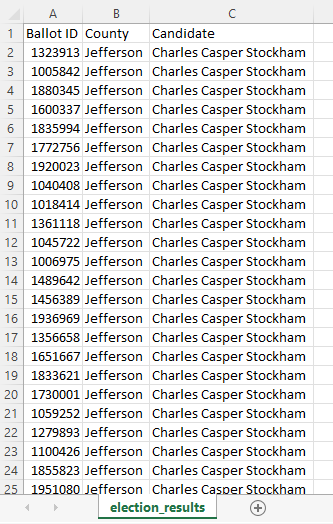 A B C
1 Ballot ID County Candidate
2 1323913 Jefferson Charles Casper Stockham
3 1005842 Jefferson Charles Casper Stockham
4 1880345 Jefferson Charles Casper Stockham
5 1600337 Jefferson Charles Casper Stockham
6 1835994 Jefferson Charles Casper Stockham
7 1772756 Jefferson Charles Casper Stockham
8 1920023 Jefferson Charles Casper Stockham
9 1040408 Jefferson Charles Casper Stockham
10 1018414 Jefferson Charles Casper Stockham
11 1361118 Jefferson Charles Casper Stockham
12 1045722 Jefferson Charles Casper Stockham
13 1006975 Jefferson Charles Casper Stockham
14 1489642 Jefferson Charles Casper Stockham
15 1456389 Jefferson Charles Casper Stockham
16 1936969 Jefferson Charles Casper Stockham
17 1356658 Jefferson Charles Casper Stockham
18 1651667 Jefferson Charles Casper Stockham
19 1833621 Jefferson Charles Casper Stockham
20 1730001 Jefferson Charles Casper Stockham
21 1059252 Jefferson Charles Casper Stockham
22 1279893 Jefferson Charles Casper Stockham
23 1100426 Jefferson Charles Casper Stockham
24 1855823 Jefferson Charles Casper Stockham
25 1951080 Jefferson Charles Casper Stockham
election_results